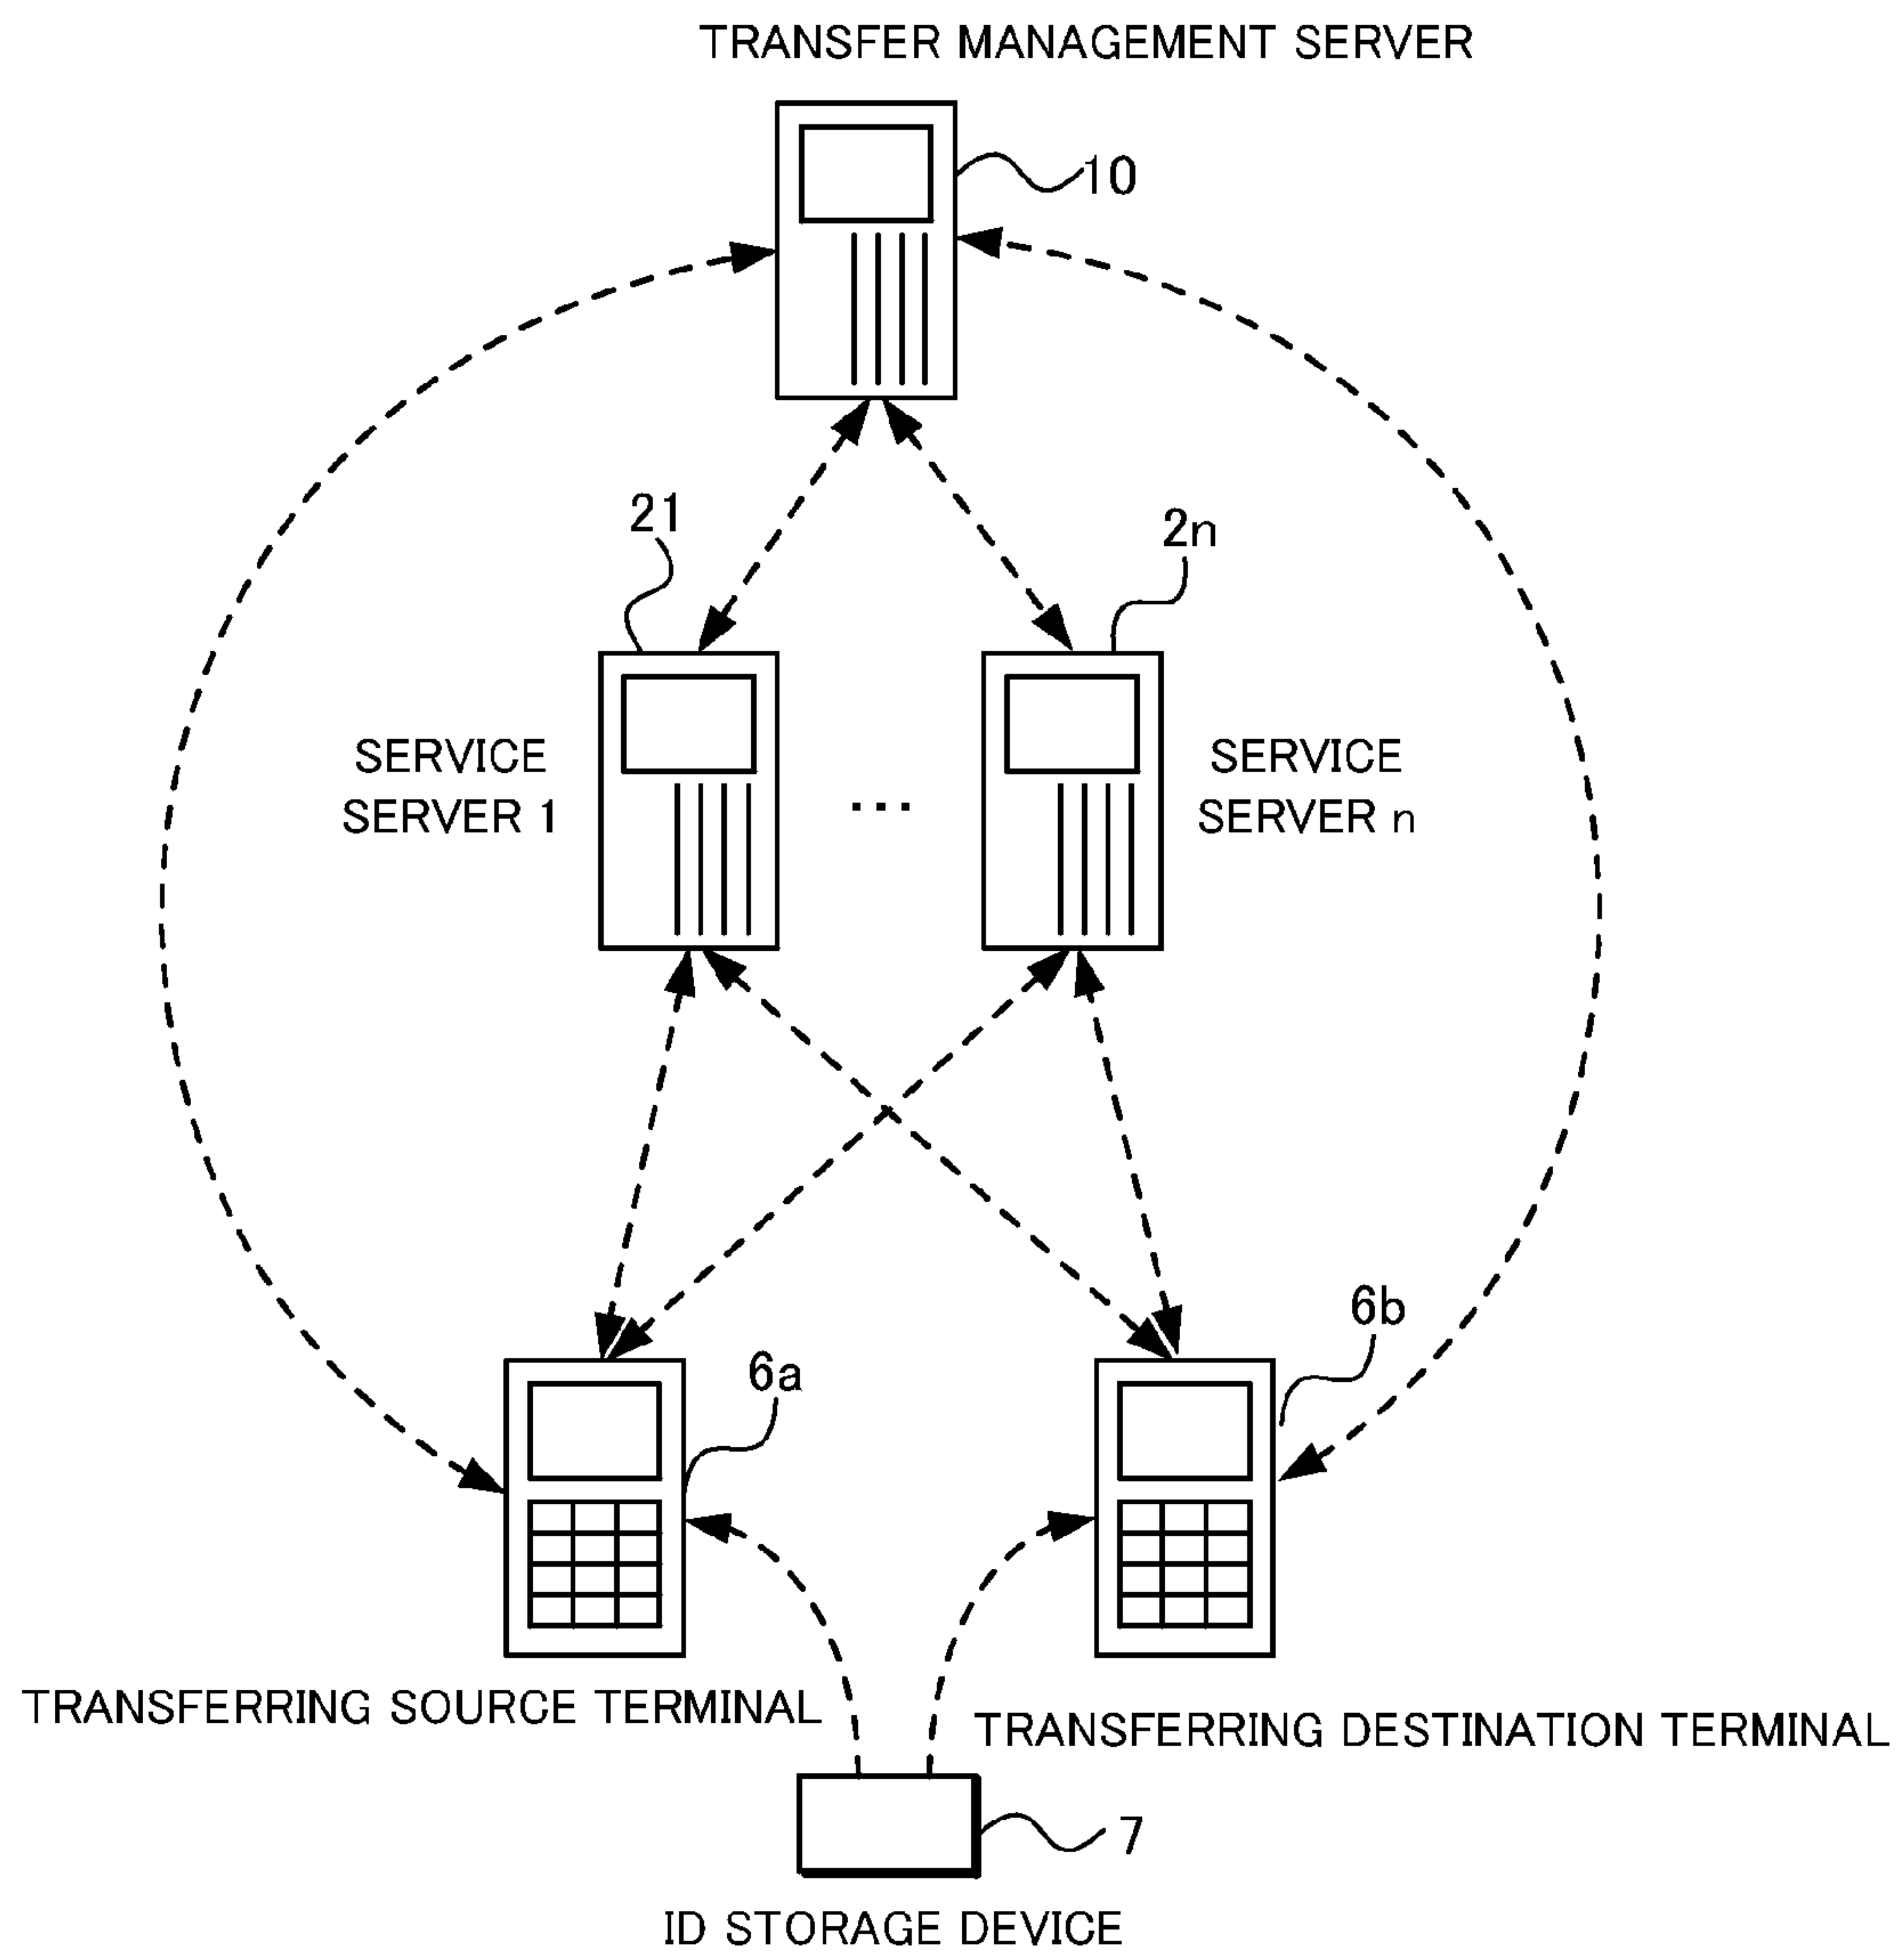 TRANSFER MANAGEMENT SERVER
10
21
2n
SERVICE
SERVER 1
...
SERVICE
SERVER n
6b
6a
TRANSFERRING SOURCE TERMINAL
TRANSFERRING DESTINATION TERMINAL
7
ID STORAGE DEVICE